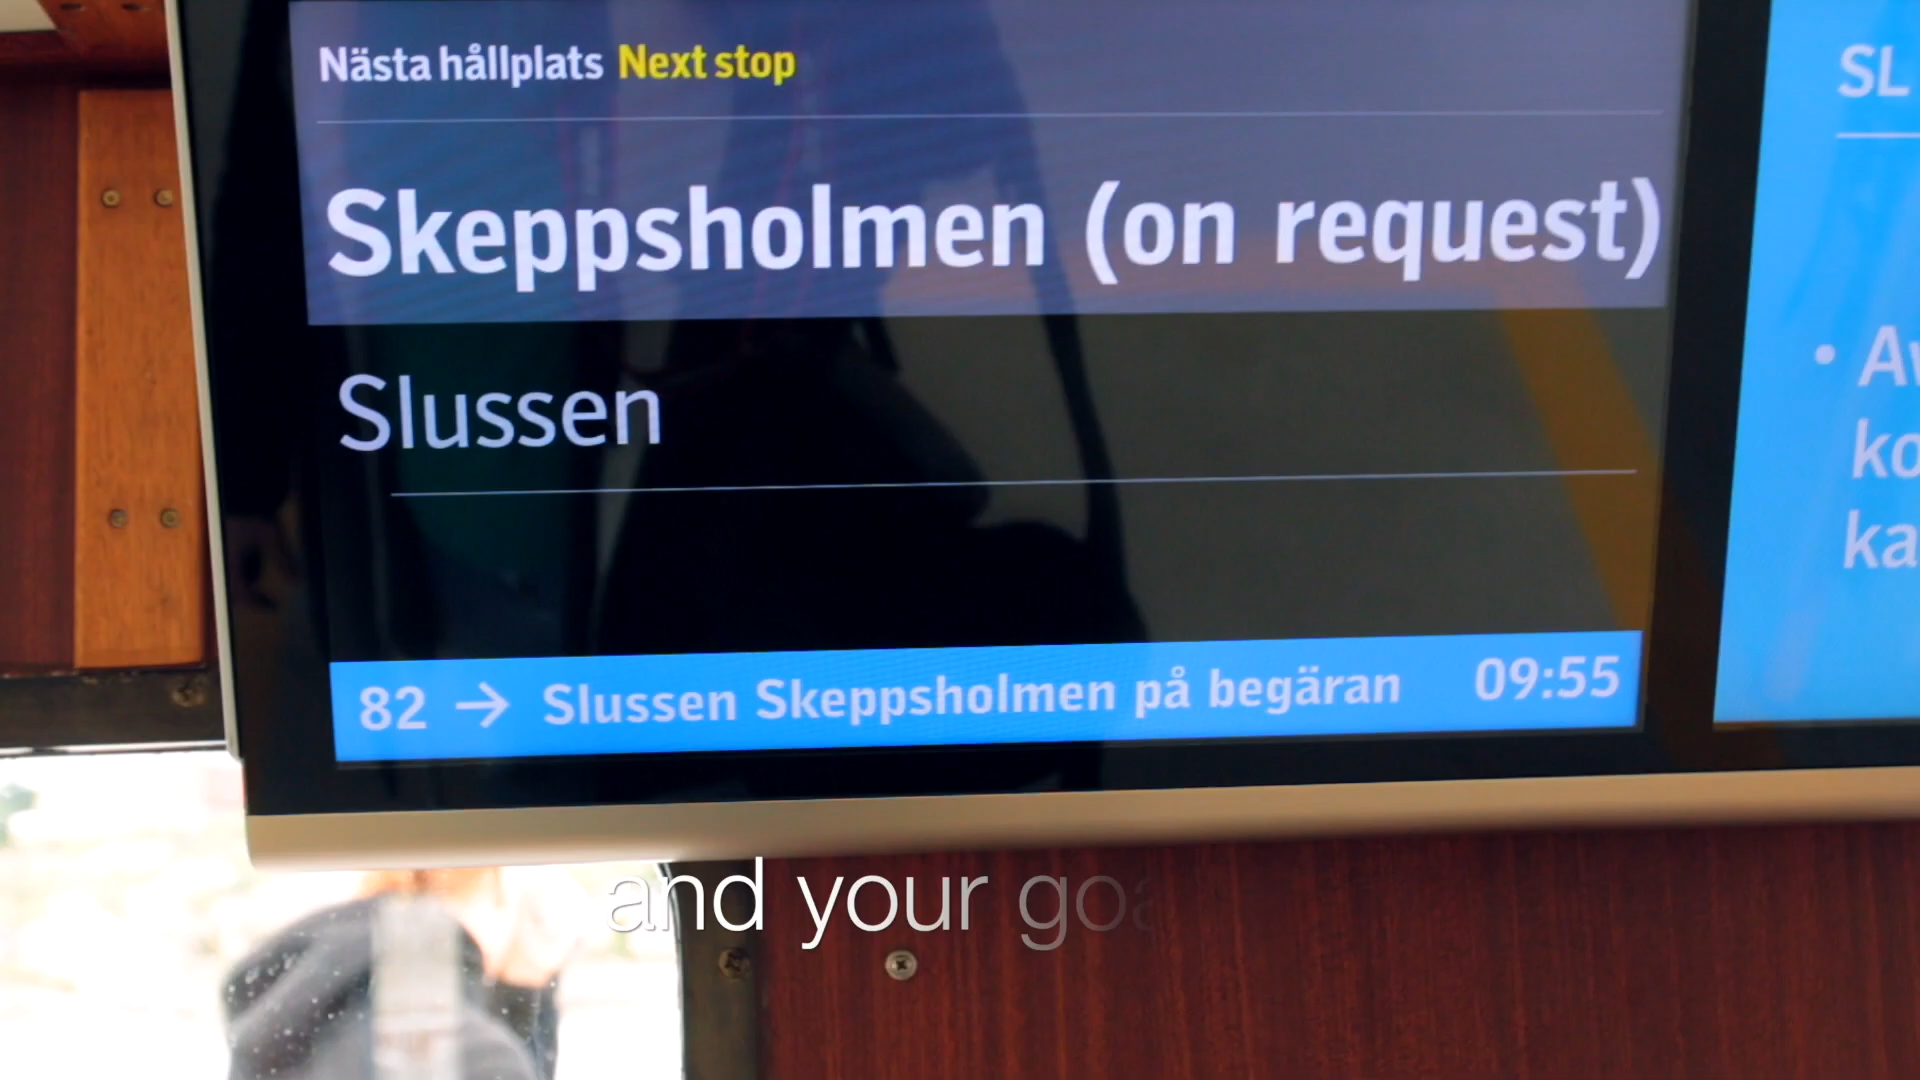 Nästa hållplats Next stop
Skeppsholmen (on request)
Slussen
82 → Slussen Skeppsholmen på begäran 09:55
SL
and your